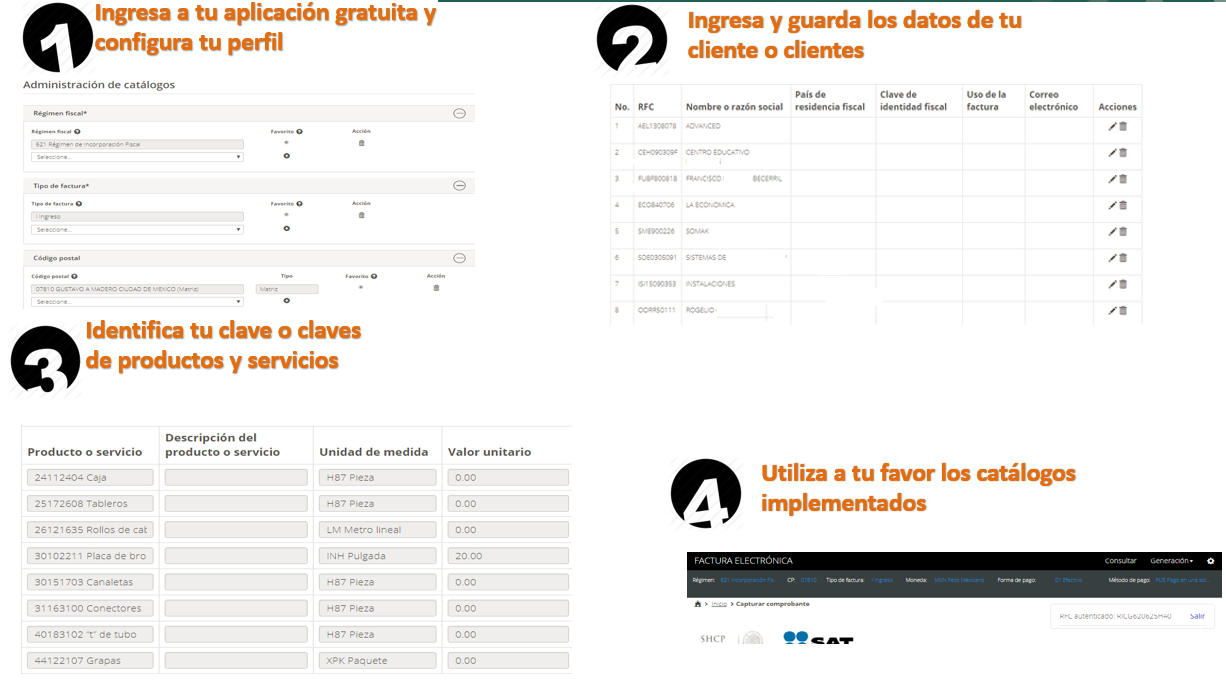 1
Ingresa a tu aplicación gratuita y
configura tu perfil
Administración de catálogos
Régimen fiscal*
Régimen fiscal Favorito Acción
621 Régimen de Incorporación Fiscal
Seleccione...
Tipo de factura*
Tipo de factura Favorito Acción
I Ingreso
Seleccione...
Código postal
Código postal Tipo Favorito Acción
07810 GUSTAVO A MADERO CIUDAD DE MEXICO (Matriz) Matriz
Seleccione...
2
Ingresa y guarda los datos de tu
cliente o clientes
No. RFC Nombre o razón social País de residencia fiscal Clave de identidad fiscal Uso de la factura Correo electrónico Acciones
1 AEL1308078 ADVANCED
2 CEH090309F CENTRO EDUCATIVO
3 FUBF800818 FRANCISCO BECERRIL
4 ECO840706 LA ECONOMICA
5 SME900226 SOMAK
6 SDE0305091 SISTEMAS DE
7 ISI15090353 INSTALACIONES
8 OORR50111 ROGELIO
3
Identifica tu clave o claves
de productos y servicios
Producto o servicio Descripción del producto o servicio Unidad de medida Valor unitario
24112404 Caja H87 Pieza 0.00
25172608 Tableros H87 Pieza 0.00
26121635 Rollos de cab LM Metro lineal 0.00
30102211 Placa de bro INH Pulgada 20.00
30151703 Canaletas H87 Pieza 0.00
31163100 Conectores H87 Pieza 0.00
40183102 "t" de tubo H87 Pieza 0.00
44122107 Grapas XPK Paquete 0.00
4
Utiliza a tu favor los catálogos
implementados
FACTURA ELECTRÓNICA Consultar Generación
Régimen: 621 Incorporación Fis... CP: 07810 Tipo de factura: I Ingreso Moneda: MXN Peso Mexicano Forma de pago: 01 Efectivo Método de pago: PUE Pago en una sol...
> Inicio > Capturar comprobante
RFC autenticado: RICG620625H40 Salir
SHCP SAT